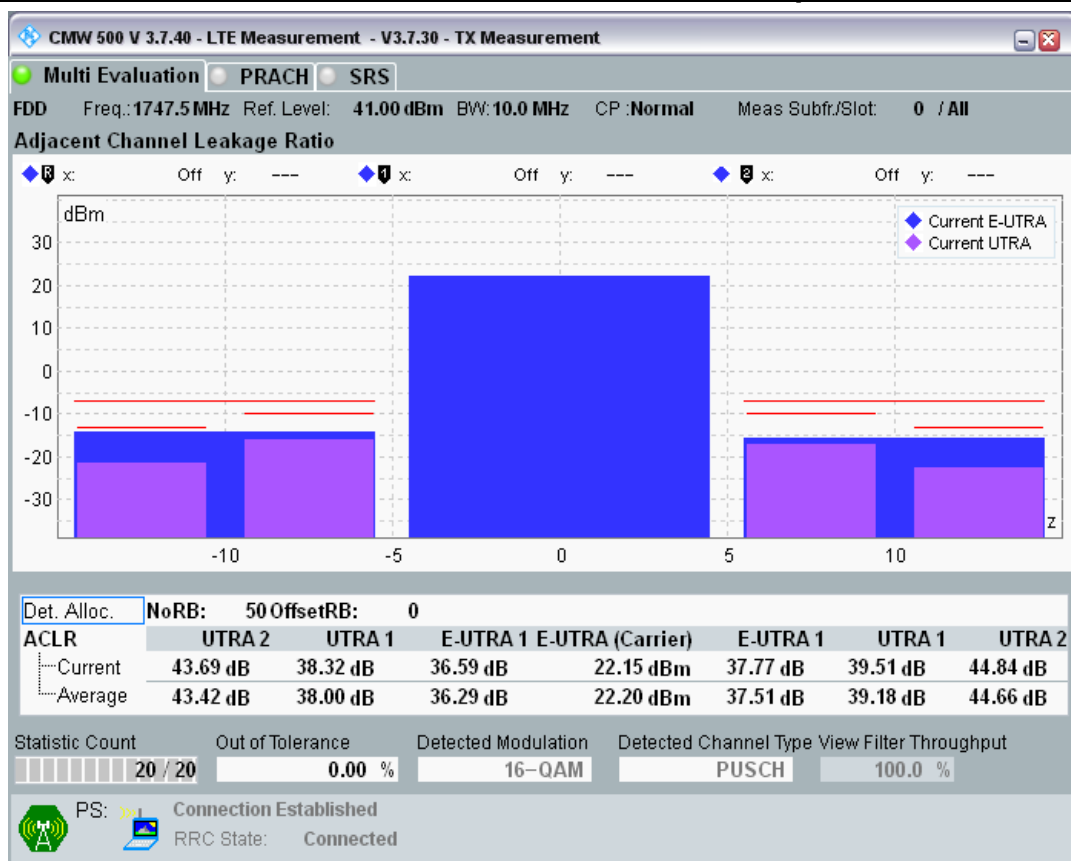 CMW 500 V 3.7.40 - LTE Measurement - V3.7.30 - TX Measurement
Multi Evaluation PRACH SRS
FDD Freq.: 1747.5 MHz Ref. Level: 41.00 dBm BW: 10.0 MHz CP : Normal Meas Subfr./Slot: 0 / All
Adjacent Channel Leakage Ratio
R x: Off y: --- 1 x: Off y: --- 2 x: Off y: ---
dBm
Current E-UTRA
Current UTRA
30
20
10
0
-10
-20
-30
z
-10 -5 0 5 10
Det. Alloc. NoRB: 50 OffsetRB: 0
ACLR UTRA 2 UTRA 1 E-UTRA 1 E-UTRA (Carrier) E-UTRA 1 UTRA 1 UTRA 2
Current 43.69 dB 38.32 dB 36.59 dB 22.15 dBm 37.77 dB 39.51 dB 44.84 dB
Average 43.42 dB 38.00 dB 36.29 dB 22.20 dBm 37.51 dB 39.18 dB 44.66 dB
Statistic Count Out of Tolerance Detected Modulation Detected Channel Type View Filter Throughput
20 / 20 0.00 % 16-QAM PUSCH 100.0 %
PS: Connection Established
RRC State: Connected